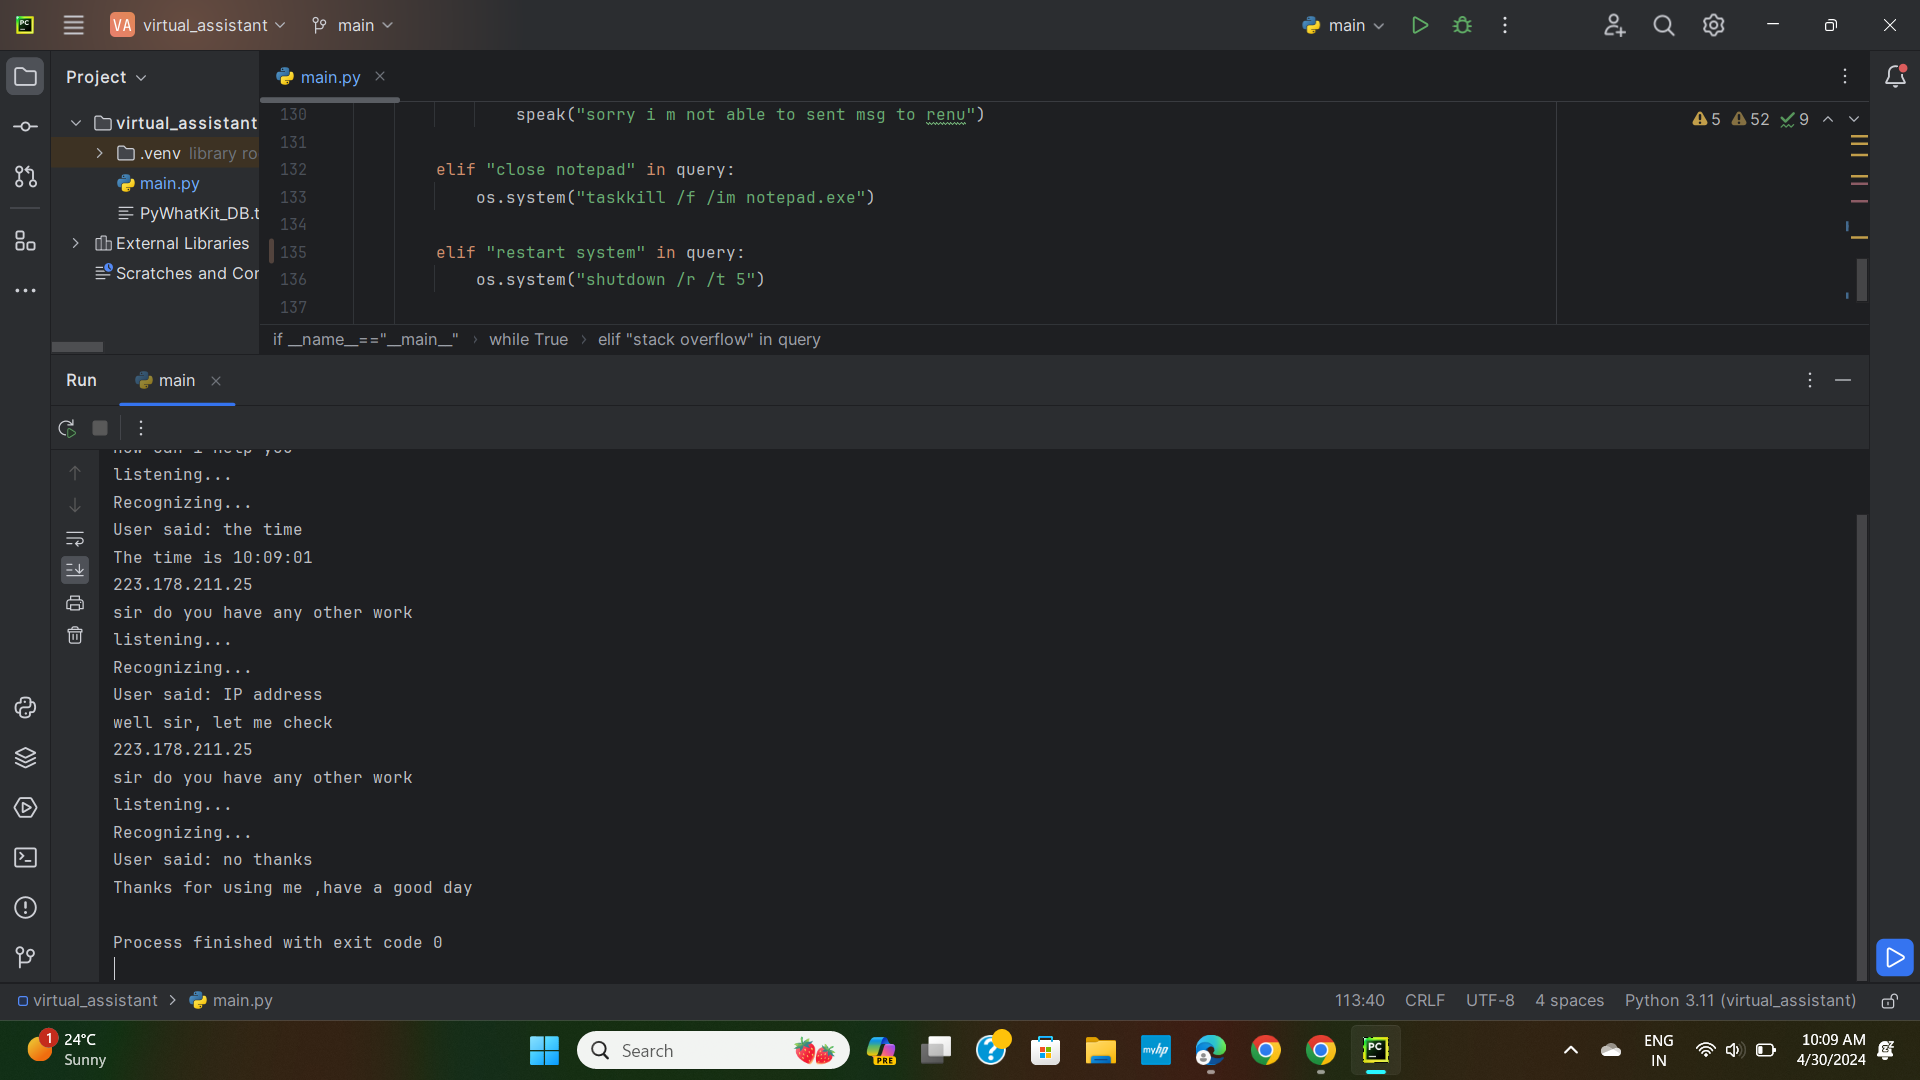 VA virtual_assistant main main
Project
main.py
virtual_assistant
.venv library ro
main.py
PyWhatKit_DB.t
External Libraries
Scratches and Cor
130 speak("sorry i m not able to sent msg to renu")
131
132 elif "close notepad" in query:
133 os.system("taskkill /f /im notepad.exe")
134
135 elif "restart system" in query:
136 os.system("shutdown /r /t 5")
137
5 52 9
if __name__=="__main__" › while True › elif "stack overflow" in query
Run main
how can i help you
listening...
Recognizing...
User said: the time
The time is 10:09:01
223.178.211.25
sir do you have any other work
listening...
Recognizing...
User said: IP address
well sir, let me check
223.178.211.25
sir do you have any other work
listening...
Recognizing...
User said: no thanks
Thanks for using me ,have a good day
Process finished with exit code 0
virtual_assistant > main.py 113:40 CRLF UTF-8 4 spaces Python 3.11 (virtual_assistant)
1
24°C
Sunny
Search
PRE
myhp
PC
ENG
IN
10:09 AM
4/30/2024